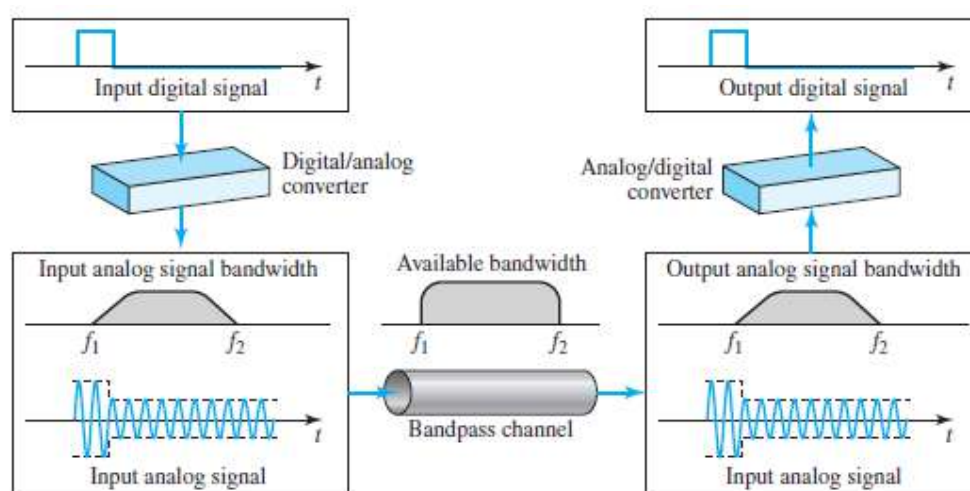 t
Input digital signal
t
Output digital signal
Digital/analog
converter
Analog/digital
converter
Input analog signal bandwidth
f1
f2
t
Input analog signal
Available bandwidth
f1
f2
Bandpass channel
Output analog signal bandwidth
f1
f2
t
Input analog signal